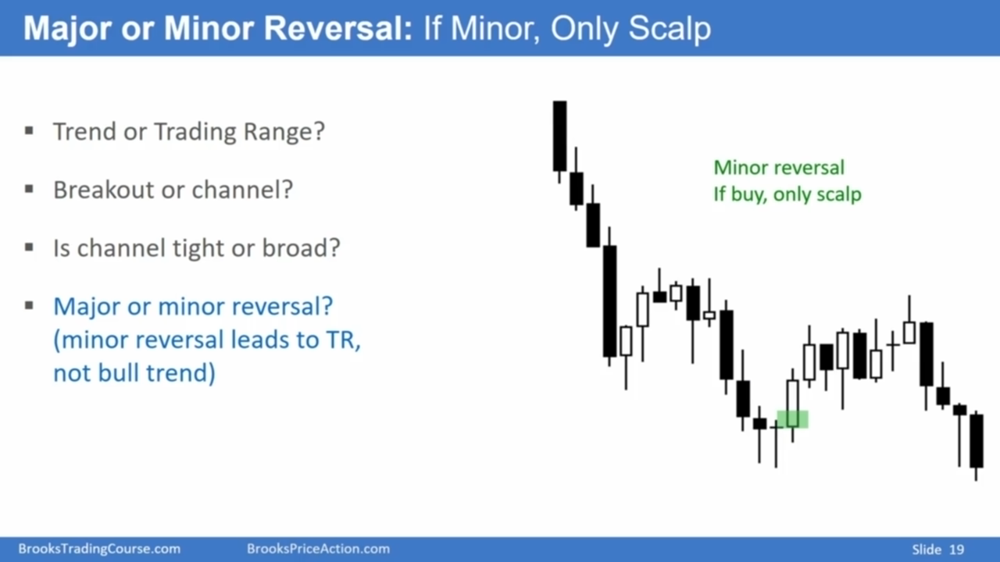 Major or Minor Reversal: If Minor, Only Scalp
Trend or Trading Range?
Breakout or channel?
Is channel tight or broad?
Major or minor reversal?
(minor reversal leads to TR,
not bull trend)
Minor reversal
If buy, only scalp
BrooksTradingCourse.com
BrooksPriceAction.com
Slide 19